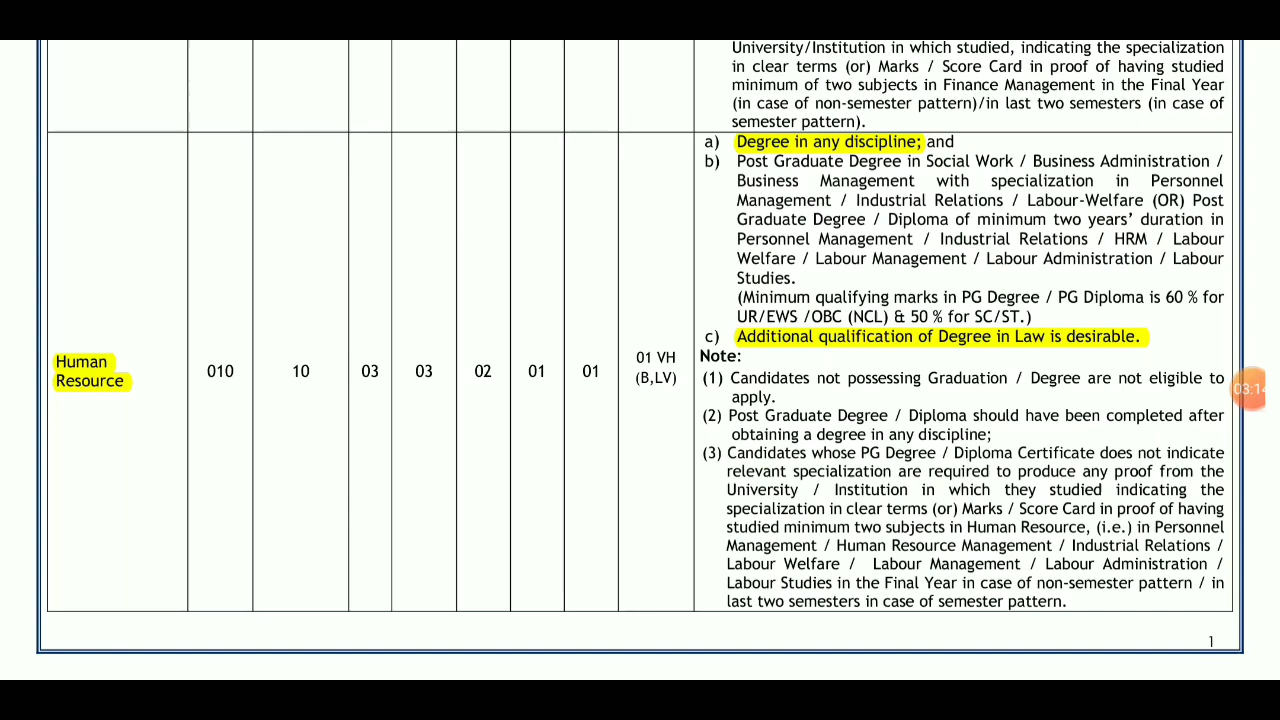 University/Institution in which studied, indicating the specialization
in clear terms (or) Marks / Score Card in proof of having studied
minimum of two subjects in Finance Management in the Final Year
(in case of non-semester pattern)/in last two semesters (in case of
semester pattern).
Human
Resource
010
10
03
03
02
01
01
01 VH
(B,LV)
a) Degree in any discipline; and
b) Post Graduate Degree in Social Work / Business Administration /
Business Management with specialization in Personnel
Management / Industrial Relations / Labour-Welfare (OR) Post
Graduate Degree / Diploma of minimum two years’ duration in
Personnel Management / Industrial Relations / HRM / Labour
Welfare / Labour Management / Labour Administration / Labour
Studies.
(Minimum qualifying marks in PG Degree / PG Diploma is 60 % for
UR/EWS /OBC (NCL) & 50 % for SC/ST.)
c) Additional qualification of Degree in Law is desirable.
Note:
(1) Candidates not possessing Graduation / Degree are not eligible to
apply.
(2) Post Graduate Degree / Diploma should have been completed after
obtaining a degree in any discipline;
(3) Candidates whose PG Degree / Diploma Certificate does not indicate
relevant specialization are required to produce any proof from the
University / Institution in which they studied indicating the
specialization in clear terms (or) Marks / Score Card in proof of having
studied minimum two subjects in Human Resource, (i.e.) in Personnel
Management / Human Resource Management / Industrial Relations /
Labour Welfare / Labour Management / Labour Administration /
Labour Studies in the Final Year in case of non-semester pattern / in
last two semesters in case of semester pattern.
03:14
1